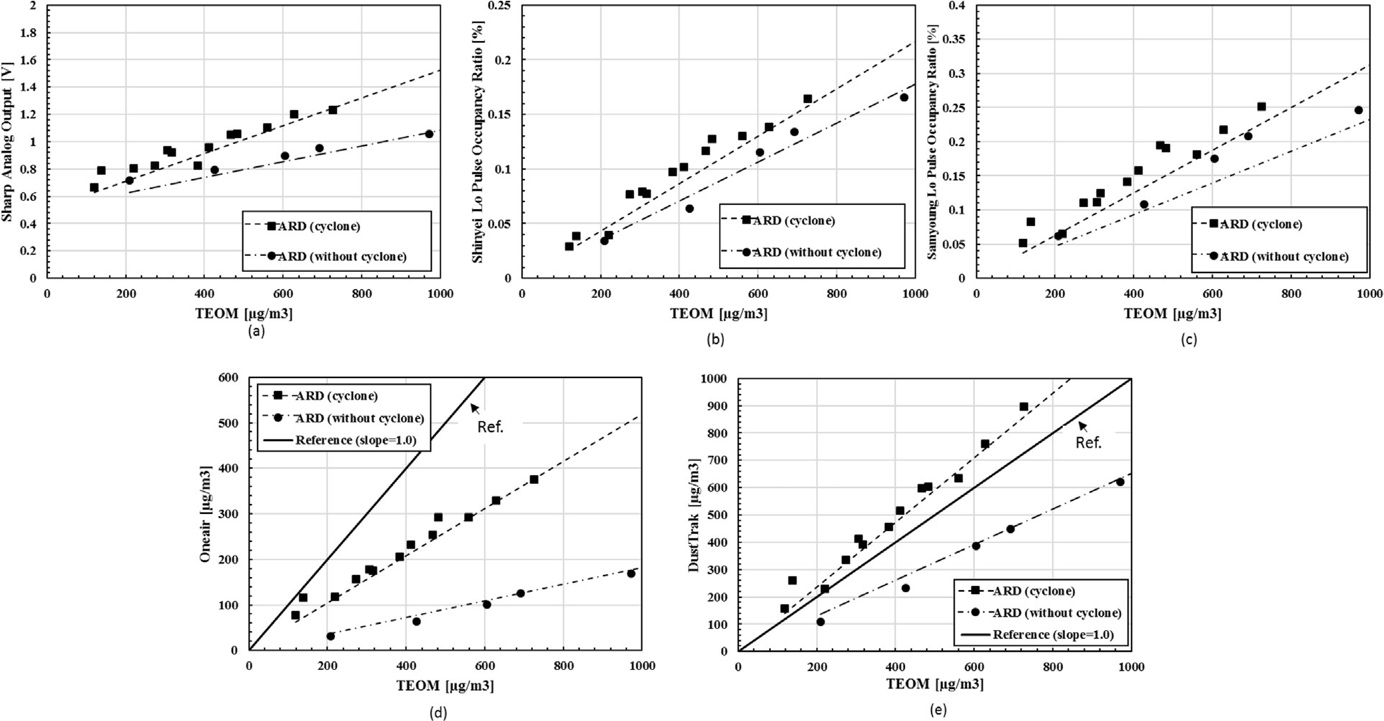 Sharp Analog Output [V]
2
1.8
1.6
1.4
1.2
1
0.8
0.6
0.4
0.2
0
0 200 400 600 800 1000
TEOM [µg/m3]
ARD (cyclone)
ARD (without cyclone)
(a)
Shinyei Lo Pulse Occupancy Ratio [%]
0.25
0.2
0.15
0.1
0.05
0
0 200 400 600 800 1000
TEOM [µg/m3]
ARD (cyclone)
ARD (without cyclone)
(b)
Samyoung Lo Pulse Occupancy Ratio [%]
0.4
0.35
0.3
0.25
0.2
0.15
0.1
0.05
0
0 200 400 600 800 1000
TEOM [µg/m3]
ARD (cyclone)
ARD (without cyclone)
(c)
Oneair [µg/m3]
600
500
400
300
200
100
0
0 200 400 600 800 1000
TEOM [µg/m3]
ARD (cyclone)
ARD (without cyclone)
Reference (slope=1.0)
Ref.
(d)
DustTrak [µg/m3]
1000
900
800
700
600
500
400
300
200
100
0
0 200 400 600 800 1000
TEOM [µg/m3]
Ref.
ARD (cyclone)
ARD (without cyclone)
Reference (slope=1.0)
(e)